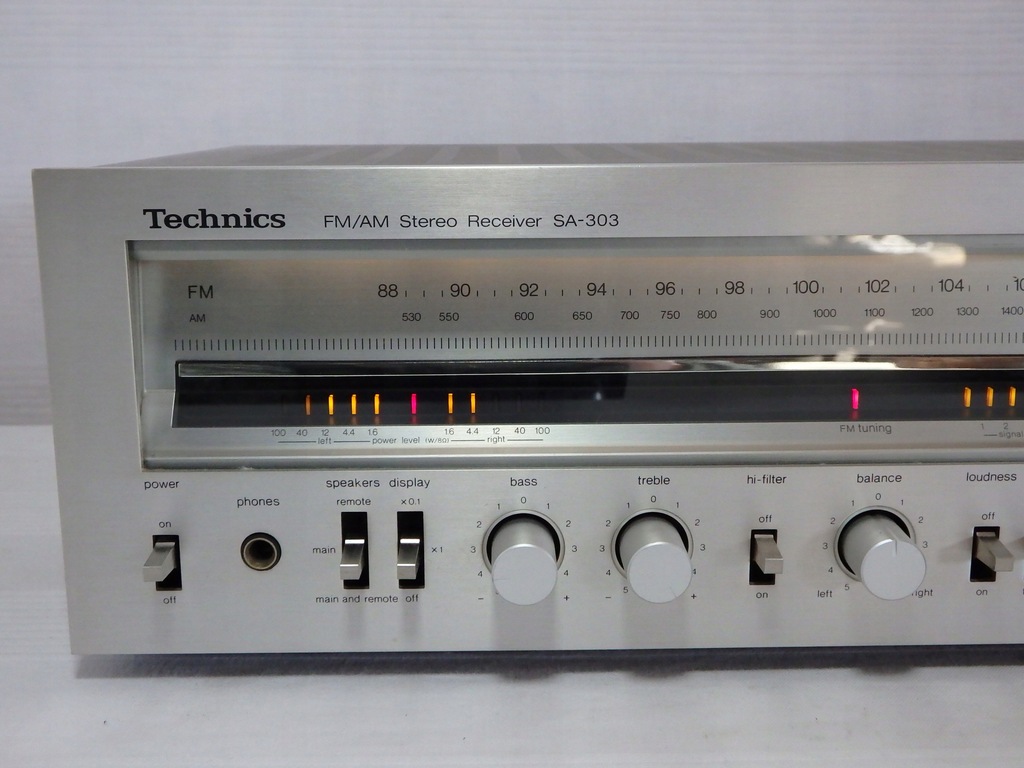 Technics FM/AM Stereo Receiver SA-303
FM 88 90 92 94 96 98 100 102 104
AM 530 550 600 650 700 750 800 900 1000 1100 1200 1300 1400
100 40 12 4.4 1.6 1.6 4.4 12 40 100
left power level (W/8Ω) right
FM tuning
1 2
signal
power
on
off
phones
speakers
remote
main
main and remote
display
×0.1
×1
off
bass
0
1 1
2 2
3 3
4 4
- +
treble
0
1 1
2 2
3 3
4 4
5
- +
hi-filter
off
on
balance
0
1 1
2 2
3 3
4
5
left right
loudness
off
on